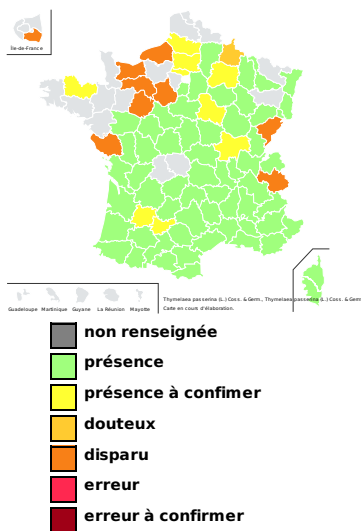 Île-de-France
Guadeloupe Martinique Guyane La Réunion Mayotte
Thymelaea passerina (L.) Coss. & Germ., Thymelaea passerina (L.) Coss. & Germ
Carte en cours d'élaboration.
non renseignée
présence
présence à confimer
douteux
disparu
erreur
erreur à confirmer